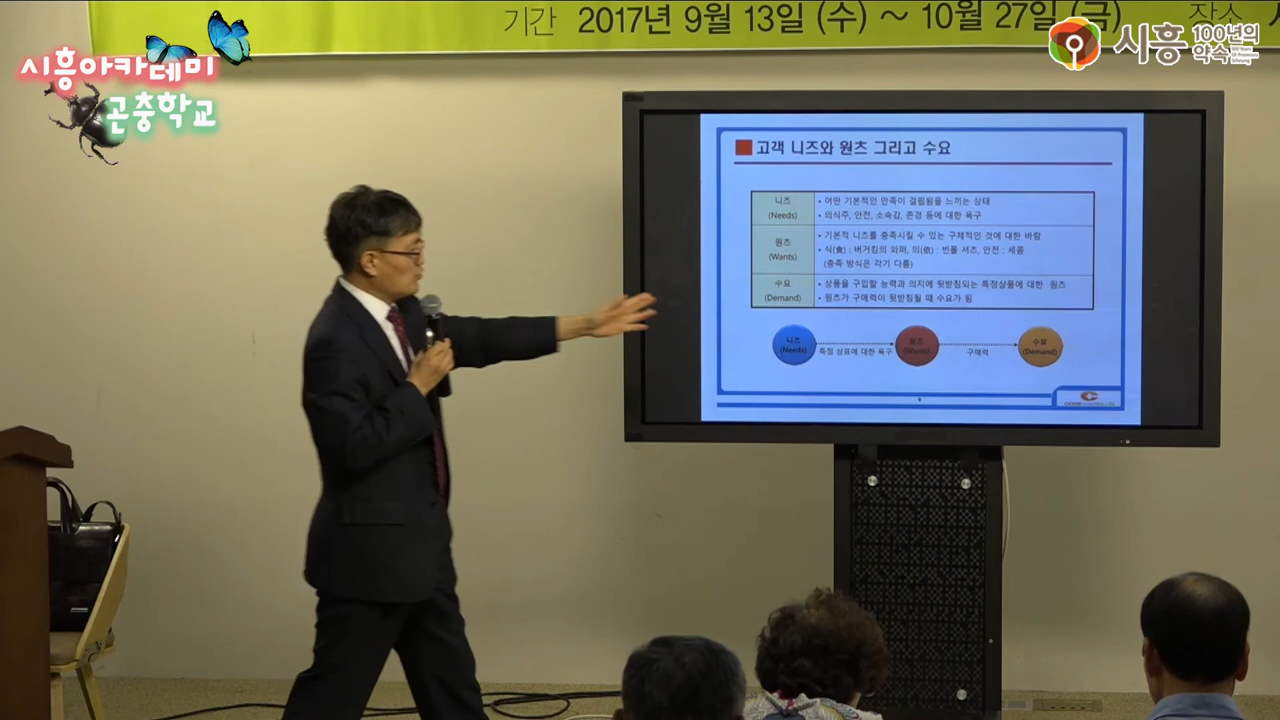 기간 2017년 9월 13일 (수) ~ 10월 27일 (금) 장소
시흥아카데미
곤충학교
시흥 100년의 약속
고객 니즈와 원츠 그리고 수요
니즈
(Needs)
• 어떤 기본적인 만족이 결핍됨을 느끼는 상태
• 의식주, 안전, 소속감, 존경 등에 대한 욕구
원츠
(Wants)
• 기본적 니즈를 충족시킬 수 있는 구체적인 것에 대한 바람
• 식(食) : 버거킹의 와퍼, 의(依) : 빈폴 셔츠, 안전 : 세콤
(충족 방식은 각기 다름)
수요
(Demand)
• 상품을 구입할 능력과 의지에 뒷받침되는 특정상품에 대한 원츠
• 원츠가 구매력이 뒷받침될 때 수요가 됨
니즈
(Needs)
특정 상표에 대한 욕구
원츠
(Wants)
구매력
수요
(Demand)
9